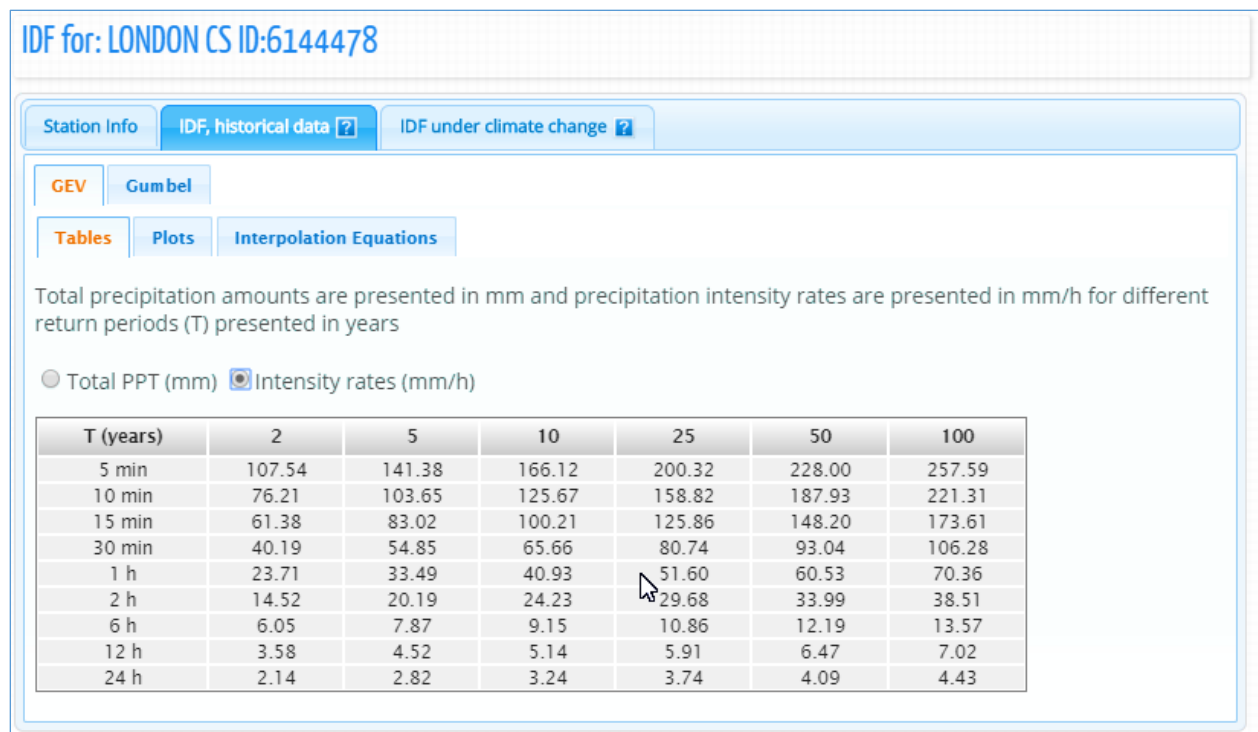 IDF for: LONDON CS ID:6144478
Station Info IDF, historical data ? IDF under climate change ?
GEV Gumbel
Tables Plots Interpolation Equations
Total precipitation amounts are presented in mm and precipitation intensity rates are presented in mm/h for different
return periods (T) presented in years
Total PPT (mm) Intensity rates (mm/h)
T (years) 2 5 10 25 50 100
5 min 107.54 141.38 166.12 200.32 228.00 257.59
10 min 76.21 103.65 125.67 158.82 187.93 221.31
15 min 61.38 83.02 100.21 125.86 148.20 173.61
30 min 40.19 54.85 65.66 80.74 93.04 106.28
1 h 23.71 33.49 40.93 51.60 60.53 70.36
2 h 14.52 20.19 24.23 29.68 33.99 38.51
6 h 6.05 7.87 9.15 10.86 12.19 13.57
12 h 3.58 4.52 5.14 5.91 6.47 7.02
24 h 2.14 2.82 3.24 3.74 4.09 4.43